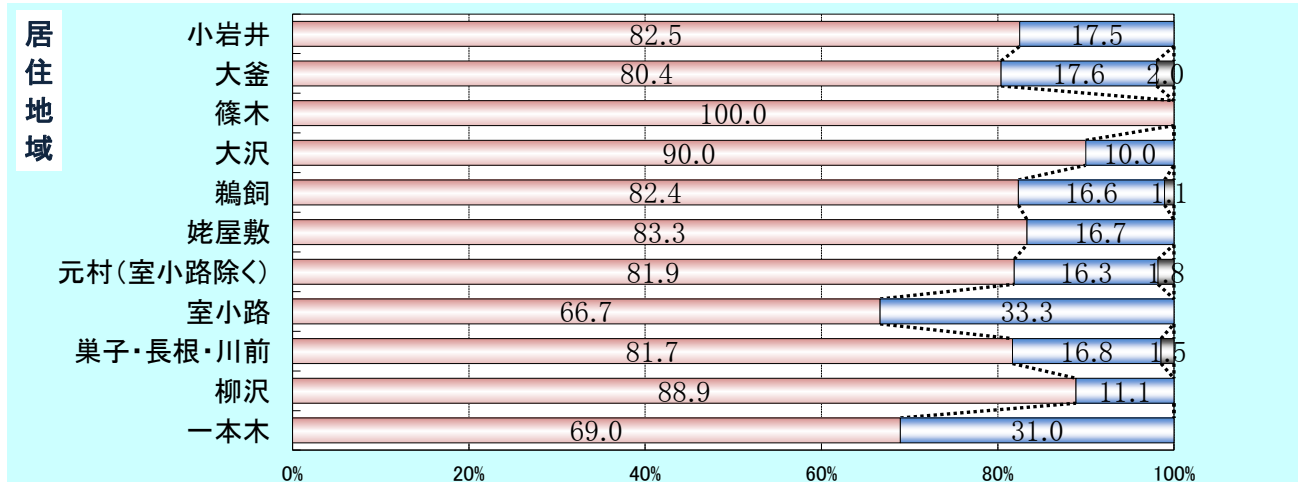 居住地域
小岩井 82.5 17.5
大釜 80.4 17.6 2.0
篠木 100.0
大沢 90.0 10.0
鵜飼 82.4 16.6 1.1
姥屋敷 83.3 16.7
元村(室小路除く) 81.9 16.3 1.8
室小路 66.7 33.3
巣子・長根・川前 81.7 16.8 1.5
柳沢 88.9 11.1
一本木 69.0 31.0
0% 20% 40% 60% 80% 100%